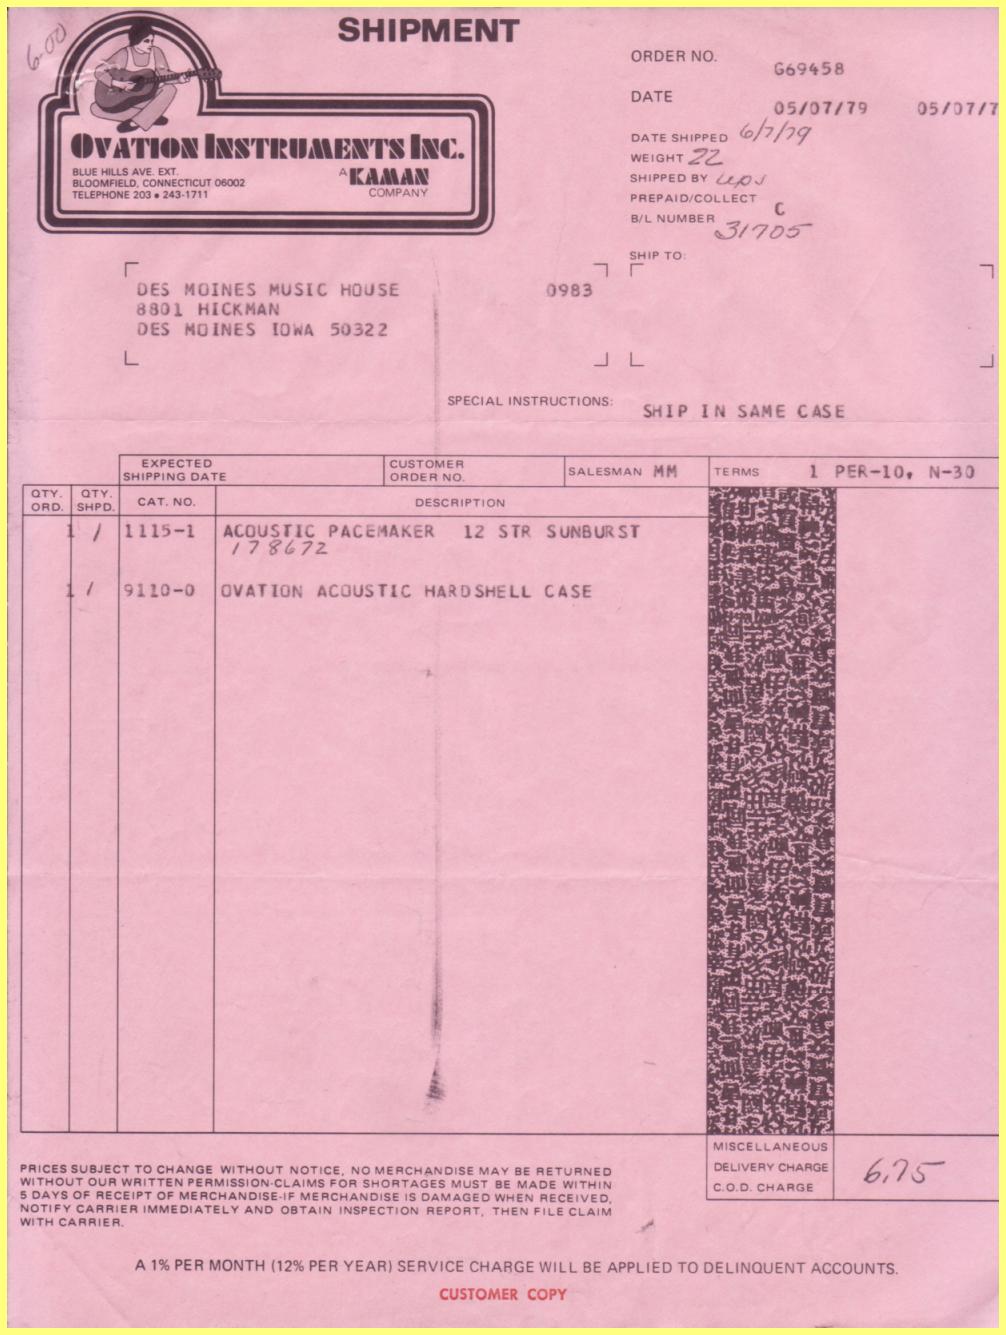 6-00
SHIPMENT
OVATION INSTRUMENTS INC.
BLUE HILLS AVE. EXT.
BLOOMFIELD, CONNECTICUT 06002
TELEPHONE 203 • 243-1711
A KAMAN
COMPANY
ORDER NO. G69458
DATE 05/07/79 05/07/7
DATE SHIPPED 6/7/79
WEIGHT 22
SHIPPED BY ups
PREPAID/COLLECT C
B/L NUMBER 31705
SHIP TO:
DES MOINES MUSIC HOUSE 0983
8801 HICKMAN
DES MOINES IOWA 50322
SPECIAL INSTRUCTIONS: SHIP IN SAME CASE
EXPECTED SHIPPING DATE
CUSTOMER ORDER NO.
SALESMAN MM
TERMS 1 PER-10, N-30
QTY. ORD. QTY. SHPD. CAT. NO. DESCRIPTION
1 / 1115-1 ACOUSTIC PACEMAKER 12 STR SUNBURST
178672
1 / 9110-0 OVATION ACOUSTIC HARDSHELL CASE
MISCELLANEOUS
DELIVERY CHARGE 6.75
C.O.D. CHARGE
PRICES SUBJECT TO CHANGE WITHOUT NOTICE, NO MERCHANDISE MAY BE RETURNED
WITHOUT OUR WRITTEN PERMISSION-CLAIMS FOR SHORTAGES MUST BE MADE WITHIN
5 DAYS OF RECEIPT OF MERCHANDISE-IF MERCHANDISE IS DAMAGED WHEN RECEIVED,
NOTIFY CARRIER IMMEDIATELY AND OBTAIN INSPECTION REPORT, THEN FILE CLAIM
WITH CARRIER.
A 1% PER MONTH (12% PER YEAR) SERVICE CHARGE WILL BE APPLIED TO DELINQUENT ACCOUNTS.
CUSTOMER COPY